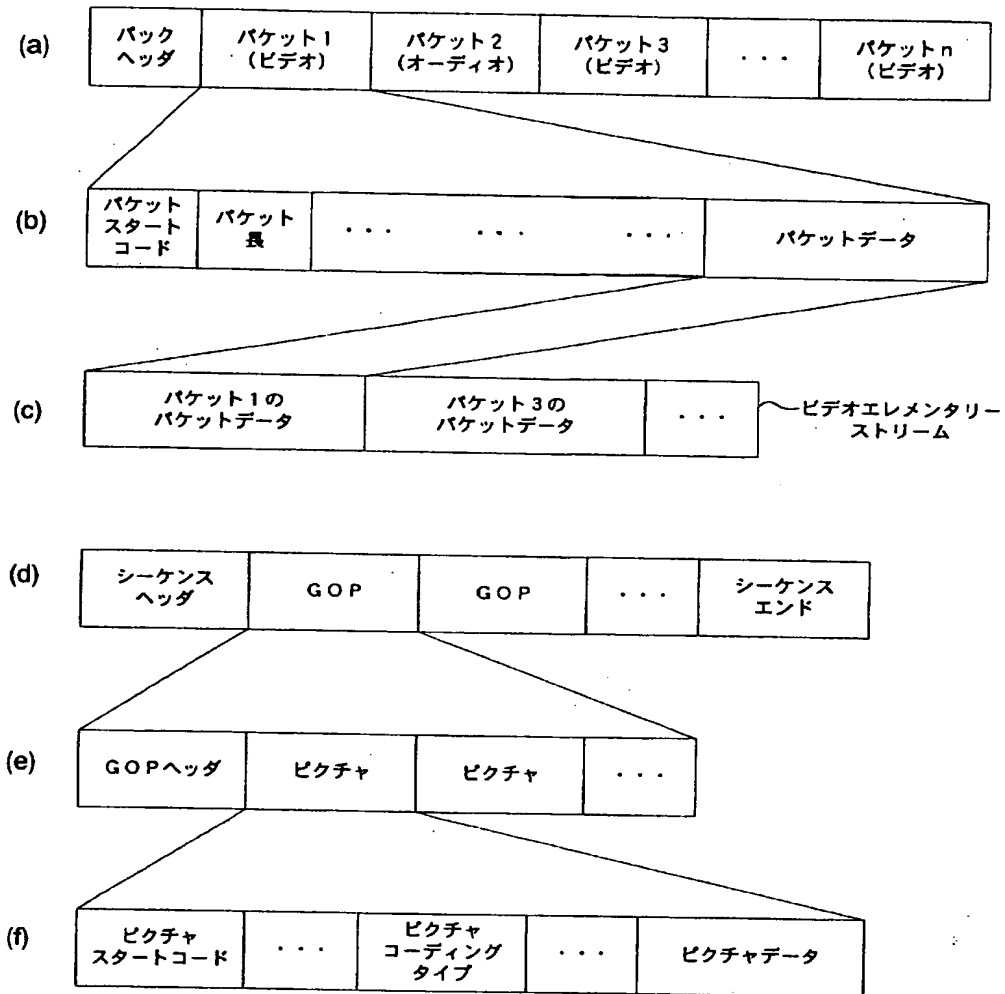 (a)
パック
ヘッダ
パケット1
(ビデオ)
パケット2
(オーディオ)
パケット3
(ビデオ)
・・・
パケットn
(ビデオ)
(b)
パケット
スタート
コード
パケット
長
・・・
・・・
・・・
パケットデータ
(c)
パケット1の
パケットデータ
パケット3の
パケットデータ
・・・
ビデオエレメンタリー
ストリーム
(d)
シーケンス
ヘッダ
GOP
GOP
・・・
シーケンス
エンド
(e)
GOPヘッダ
ピクチャ
ピクチャ
・・・
(f)
ピクチャ
スタートコード
・・・
ピクチャ
コーディング
タイプ
・・・
ピクチャデータ